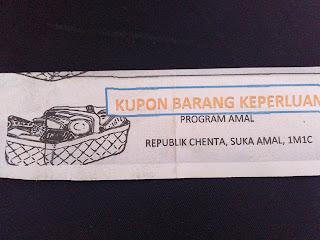 KUPON BARANG KEPERLUAN
PROGRAM AMAL
REPUBLIK CHENTA, SUKA AMAL, 1M1C